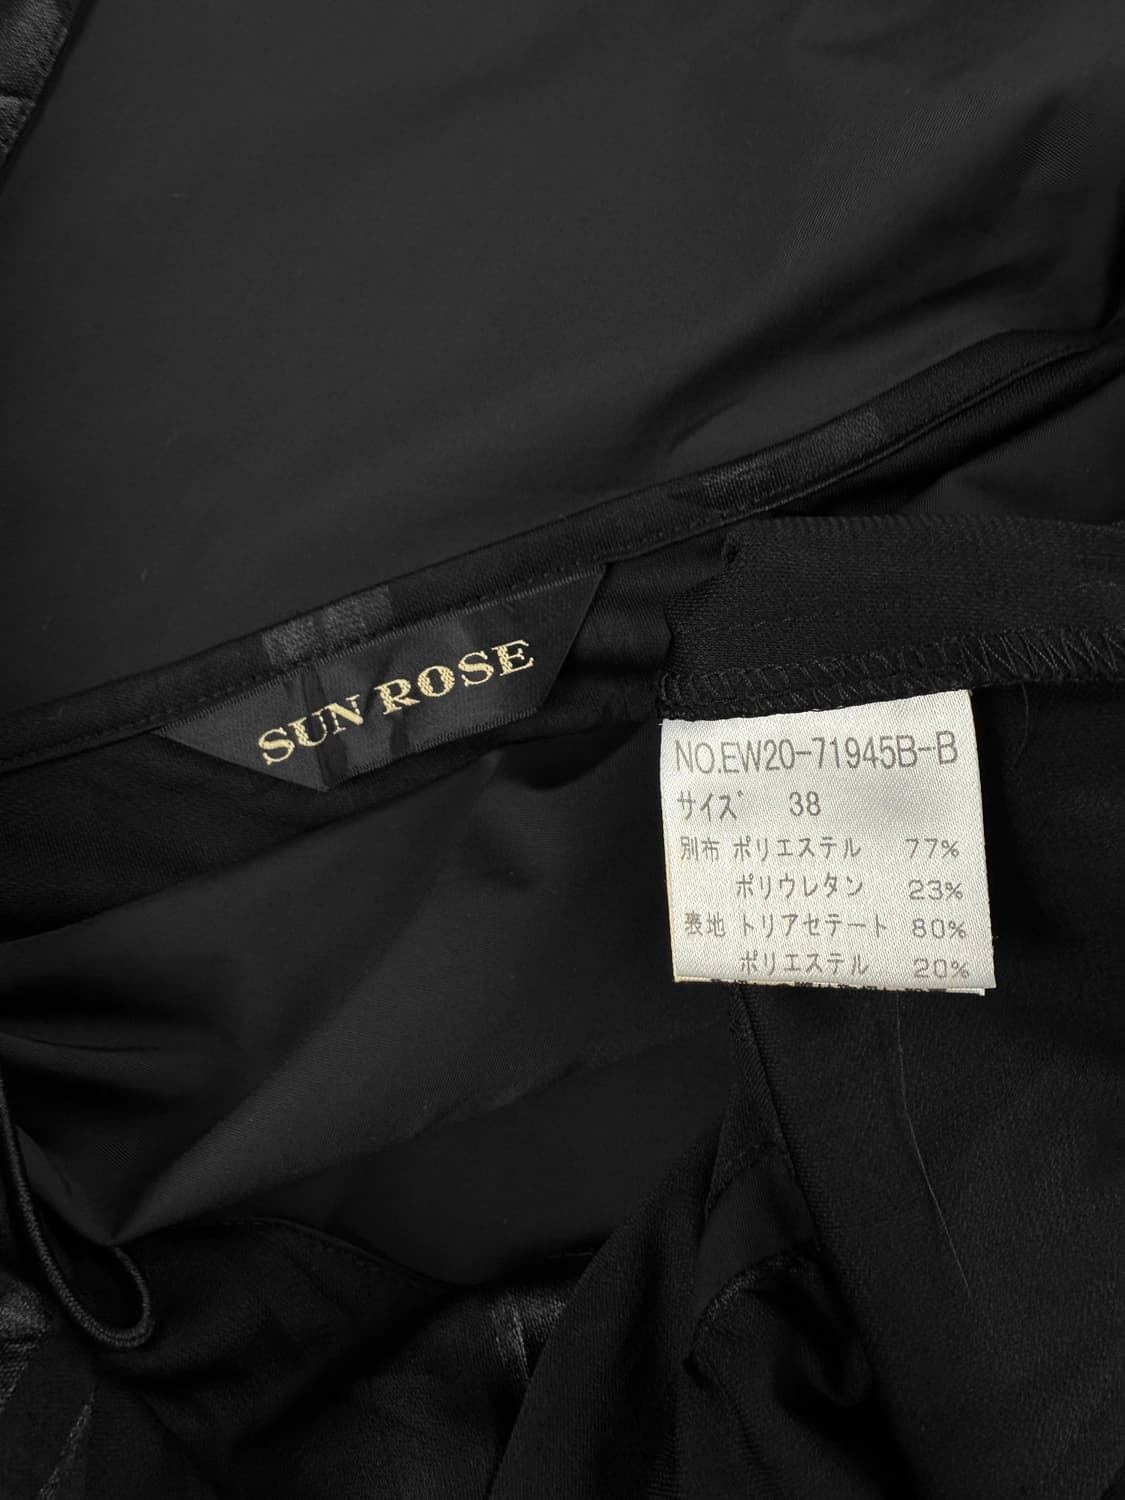 SUN ROSE
NO.EW20-71945B-B
サイズ 38
別布 ポリエステル 77%
ポリウレタン 23%
表地 トリアセテート 80%
ポリエステル 20%